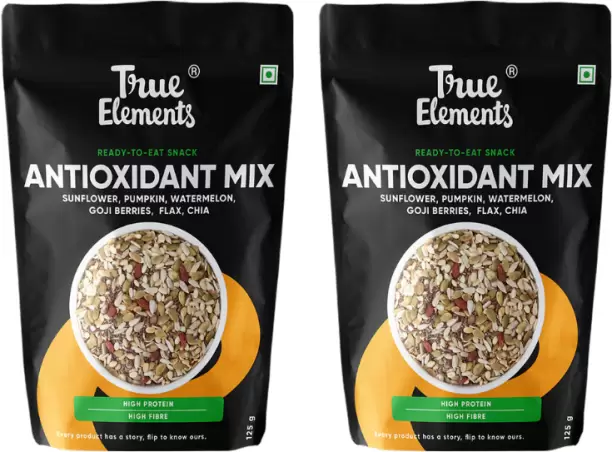 True ®
Elements
READY-TO-EAT SNACK
ANTIOXIDANT MIX
SUNFLOWER, PUMPKIN, WATERMELON,
GOJI BERRIES, FLAX, CHIA
HIGH PROTEIN
HIGH FIBRE
Every product has a story, flip to know ours.
125 g
True ®
Elements
READY-TO-EAT SNACK
ANTIOXIDANT MIX
SUNFLOWER, PUMPKIN, WATERMELON,
GOJI BERRIES, FLAX, CHIA
HIGH PROTEIN
HIGH FIBRE
Every product has a story, flip to know ours.
125 g